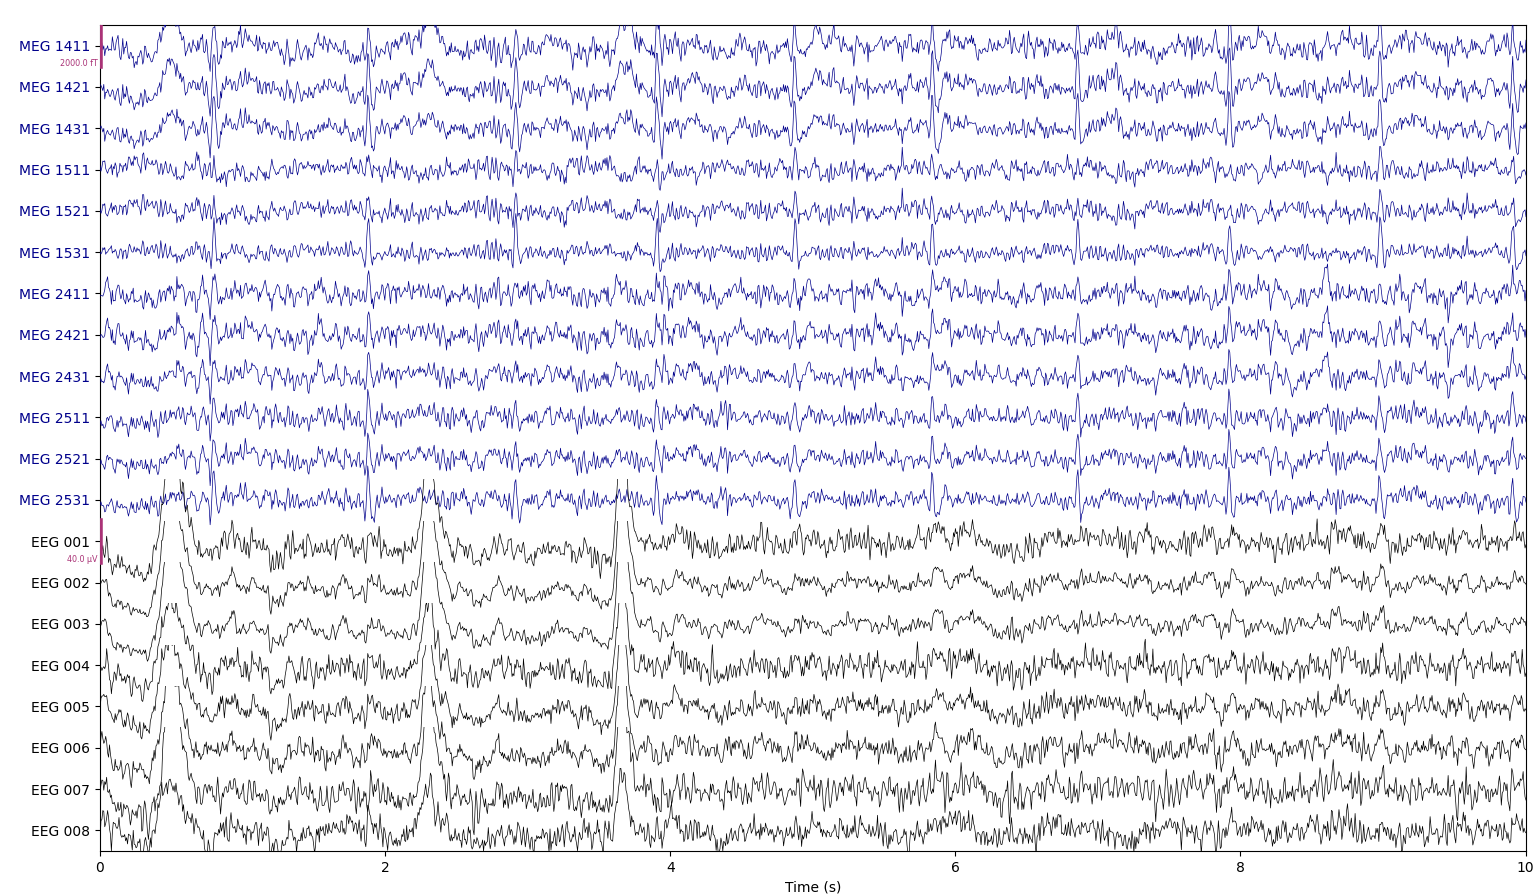 MEG 1411
2000.0 fT
MEG 1421
MEG 1431
MEG 1511
MEG 1521
MEG 1531
MEG 2411
MEG 2421
MEG 2431
MEG 2511
MEG 2521
MEG 2531
EEG 001
40.0 µV
EEG 002
EEG 003
EEG 004
EEG 005
EEG 006
EEG 007
EEG 008
0 2 4 6 8 10
Time (s)